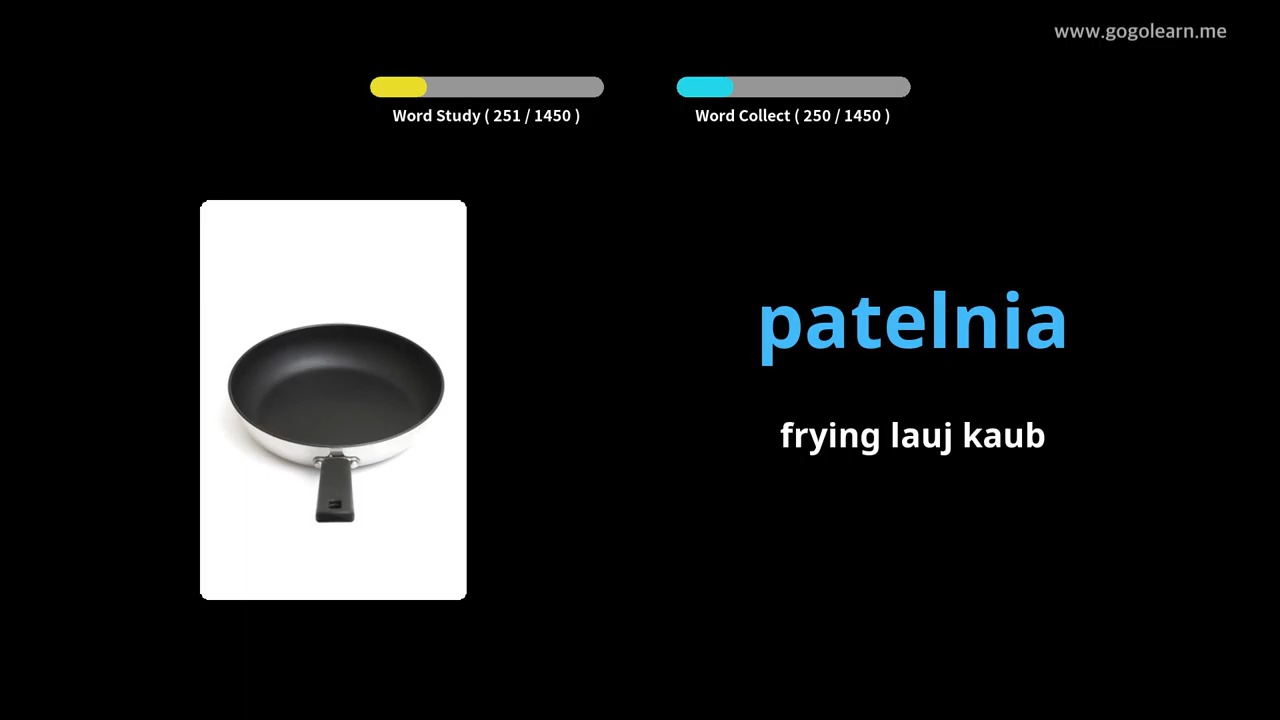 www.gogolearn.me
Word Study ( 251 / 1450 )
Word Collect ( 250 / 1450 )
patelnia
frying lauj kaub